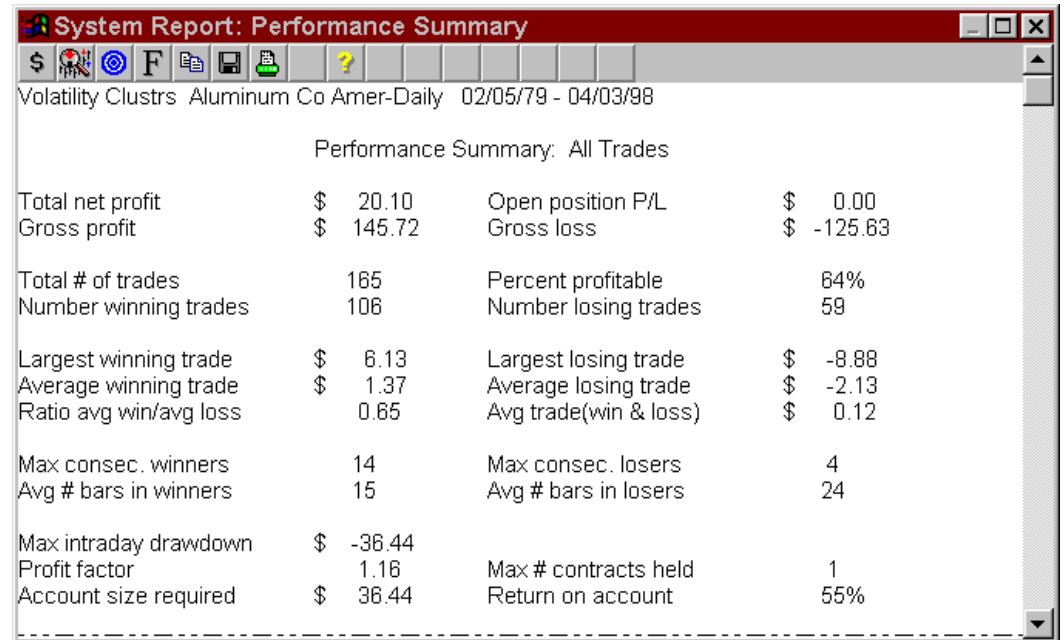 System Report: Performance Summary
$ F ?
Volatility Clustrs Aluminum Co Amer-Daily 02/05/79 - 04/03/98
Performance Summary: All Trades
Total net profit $ 20.10 Open position P/L $ 0.00
Gross profit $ 145.72 Gross loss $ -125.63
Total # of trades 165 Percent profitable 64%
Number winning trades 106 Number losing trades 59
Largest winning trade $ 6.13 Largest losing trade $ -8.88
Average winning trade $ 1.37 Average losing trade $ -2.13
Ratio avg win/avg loss 0.65 Avg trade(win & loss) $ 0.12
Max consec. winners 14 Max consec. losers 4
Avg # bars in winners 15 Avg # bars in losers 24
Max intraday drawdown $ -36.44
Profit factor 1.16 Max # contracts held 1
Account size required $ 36.44 Return on account 55%